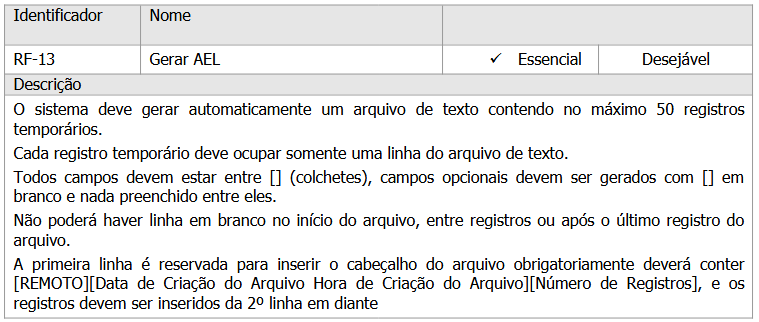 Identificador Nome
RF-13 Gerar AEL ✓ Essencial Desejável
Descrição
O sistema deve gerar automaticamente um arquivo de texto contendo no máximo 50 registros
temporários.
Cada registro temporário deve ocupar somente uma linha do arquivo de texto.
Todos campos devem estar entre [] (colchetes), campos opcionais devem ser gerados com [] em
branco e nada preenchido entre eles.
Não poderá haver linha em branco no início do arquivo, entre registros ou após o último registro do
arquivo.
A primeira linha é reservada para inserir o cabeçalho do arquivo obrigatoriamente deverá conter
[REMOTO][Data de Criação do Arquivo Hora de Criação do Arquivo][Número de Registros], e os
registros devem ser inseridos da 2º linha em diante